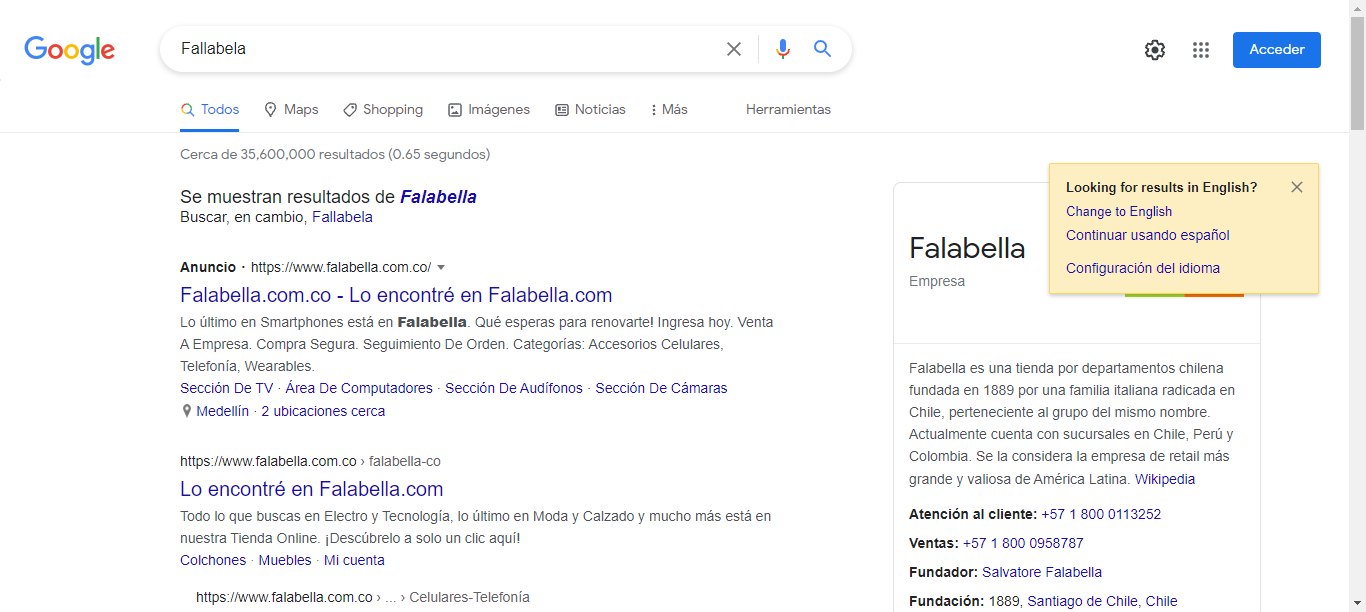 Google
Fallabela
Acceder
Todos
Maps
Shopping
Imágenes
Noticias
Más
Herramientas
Cerca de 35,600,000 resultados (0.65 segundos)
Se muestran resultados de Falabella
Buscar, en cambio, Fallabela
Anuncio · https://www.falabella.com.co/
Falabella.com.co - Lo encontré en Falabella.com
Lo último en Smartphones está en Falabella. Qué esperas para renovarte! Ingresa hoy. Venta
A Empresa. Compra Segura. Seguimiento De Orden. Categorías: Accesorios Celulares,
Telefonía, Wearables.
Sección De TV · Área De Computadores · Sección De Audífonos · Sección De Cámaras
Medellín · 2 ubicaciones cerca
https://www.falabella.com.co › falabella-co
Lo encontré en Falabella.com
Todo lo que buscas en Electro y Tecnología, lo último en Moda y Calzado y mucho más está en
nuestra Tienda Online. ¡Descúbrelo a solo un clic aquí!
Colchones · Muebles · Mi cuenta
https://www.falabella.com.co › ... › Celulares-Telefonía
Looking for results in English?
Change to English
Continuar usando español
Configuración del idioma
Falabella
Empresa
Falabella es una tienda por departamentos chilena
fundada en 1889 por una familia italiana radicada en
Chile, perteneciente al grupo del mismo nombre.
Actualmente cuenta con sucursales en Chile, Perú y
Colombia. Se la considera la empresa de retail más
grande y valiosa de América Latina. Wikipedia
Atención al cliente: +57 1 800 0113252
Ventas: +57 1 800 0958787
Fundador: Salvatore Falabella
Fundación: 1889, Santiago de Chile, Chile